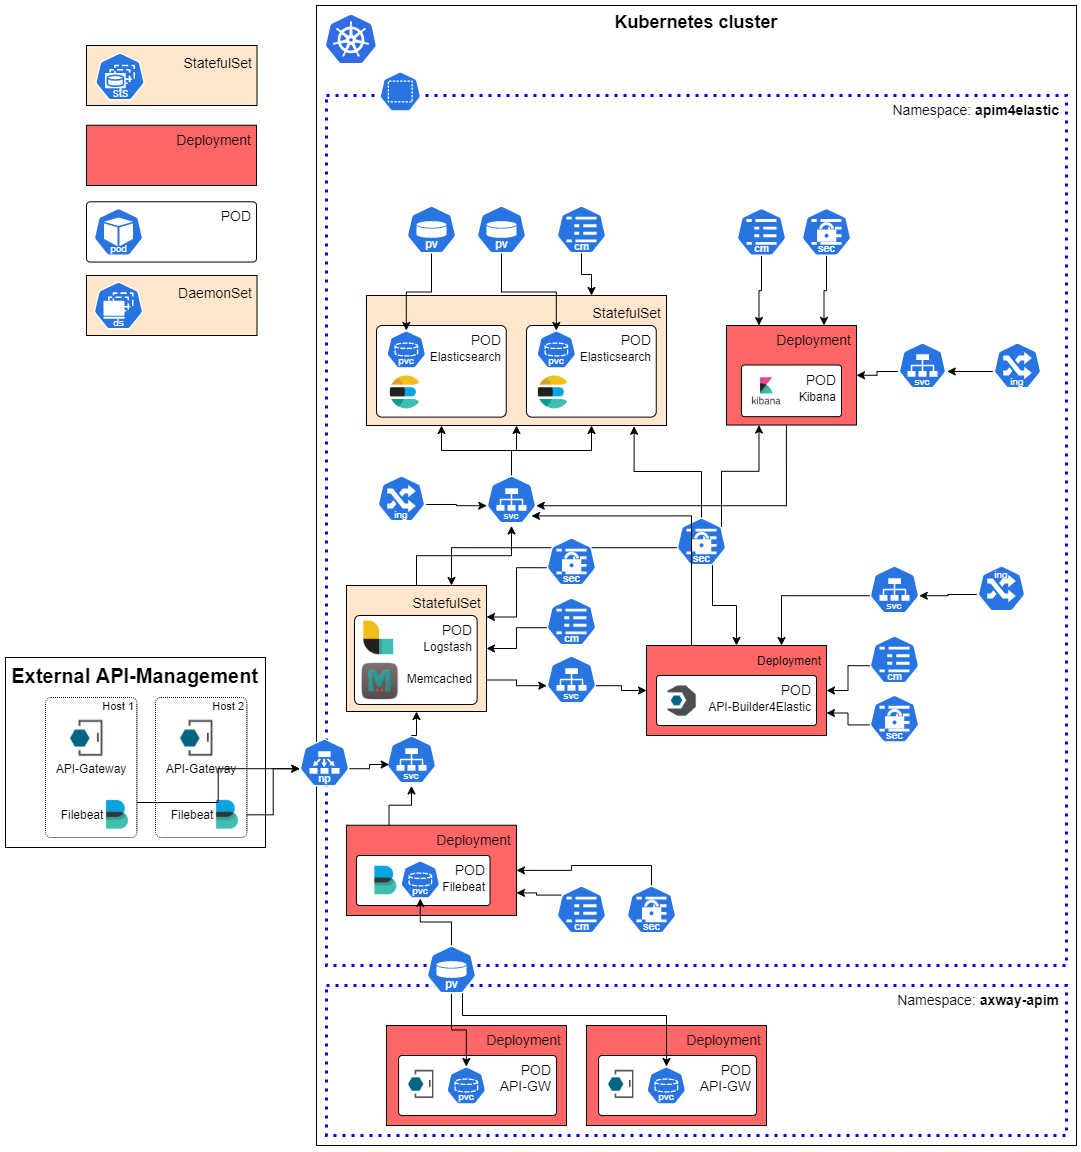 Kubernetes cluster
StatefulSet
sts
Deployment
POD
pod
DaemonSet
ds
Namespace: apim4elastic
pv
pv
cm
cm
sec
StatefulSet
POD
Elasticsearch
pvc
POD
Elasticsearch
pvc
Deployment
POD
Kibana
kibana
svc
ing
ing
svc
sec
sec
StatefulSet
POD
Logstash
Memcached
cm
svc
svc
ing
Deployment
POD
API-Builder4Elastic
cm
sec
External API-Management
Host 1
API-Gateway
Filebeat
Host 2
API-Gateway
Filebeat
np
svc
Deployment
POD
Filebeat
pvc
cm
sec
pv
Namespace: axway-apim
Deployment
POD
API-GW
pvc
Deployment
POD
API-GW
pvc